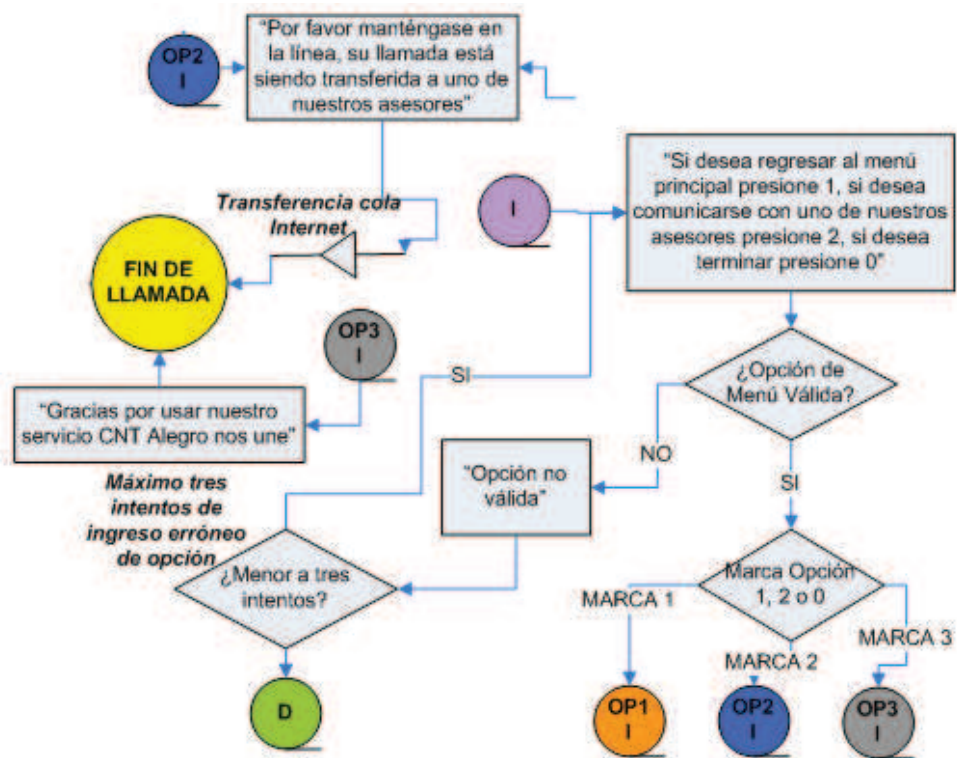 OP2
I
“Por favor manténgase en
la línea, su llamada está
siendo transferida a uno de
nuestros asesores”
Transferencia cola
Internet
FIN DE
LLAMADA
I
“Si desea regresar al menú
principal presione 1, si desea
comunicarse con uno de nuestros
asesores presione 2, si desea
terminar presione 0”
OP3
I
“Gracias por usar nuestro
servicio CNT Alegro nos une”
SI
¿Opción de
Menú Válida?
NO
SI
“Opción no
válida”
Máximo tres
intentos de
ingreso erróneo
de opción
¿Menor a tres
intentos?
Marca Opción
1, 2 o 0
MARCA 1
MARCA 2
MARCA 3
D
OP1
I
OP2
I
OP3
I